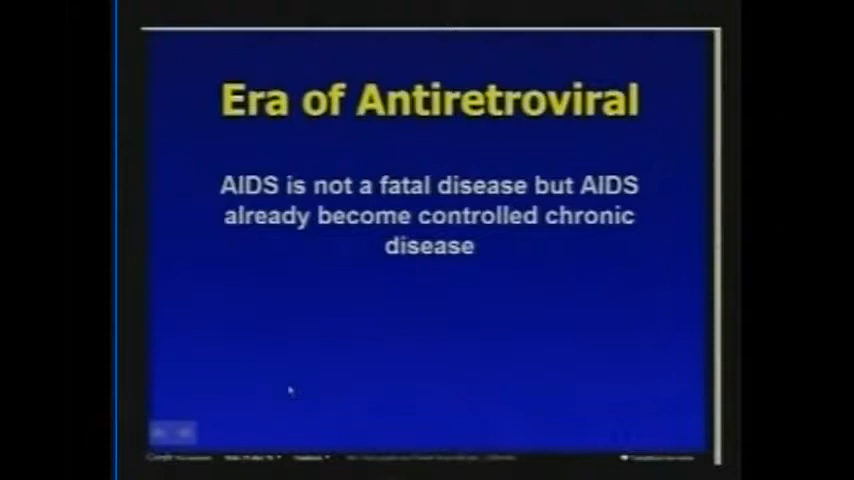 Era of Antiretroviral
AIDS is not a fatal disease but AIDS
already become controlled chronic
disease